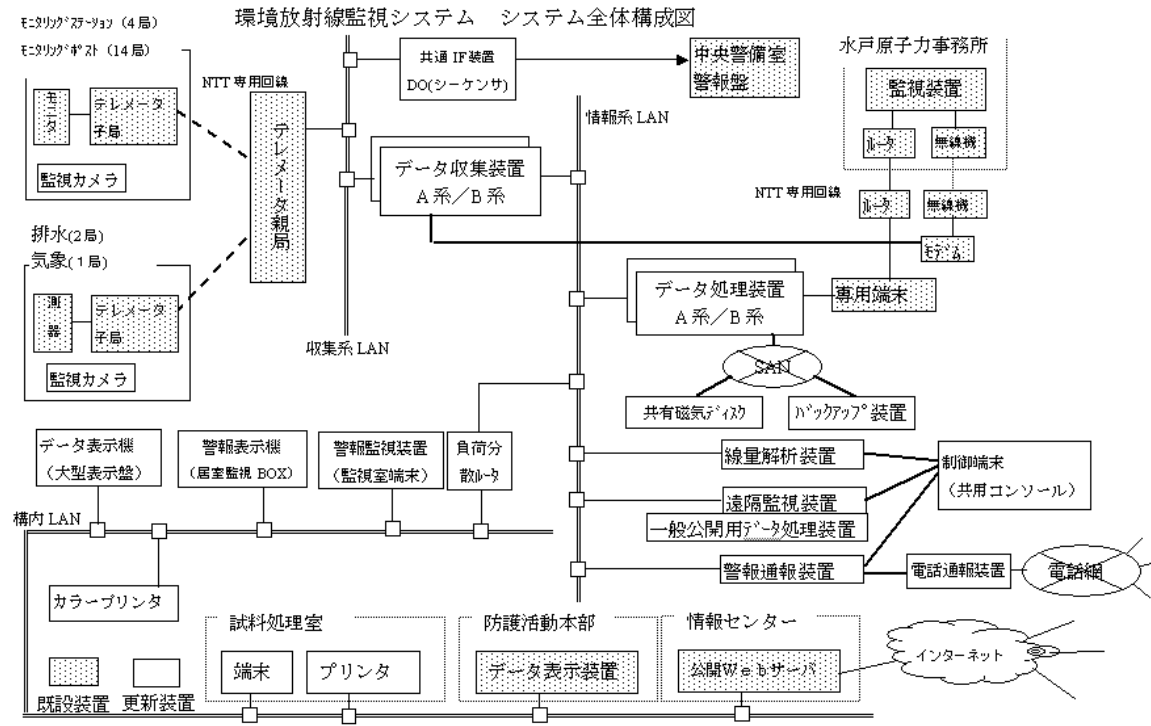 環境放射線監視システム　システム全体構成図
ﾓﾆﾀﾘﾝｸﾞｽﾃｰｼｮﾝ（4局）
ﾓﾆﾀﾘﾝｸﾞﾎﾟｽﾄ（14局）
モニタ
テレメータ
子局
監視カメラ
排水(2局)
気象(1局)
測器
テレメータ
子局
監視カメラ
NTT専用回線
テレメータ親局
収集系LAN
共通IF装置
DO(シーケンサ)
中央警備室
警報盤
データ収集装置
A系／B系
情報系LAN
水戸原子力事務所
監視装置
ﾙｰﾀ
無線機
NTT専用回線
ﾙｰﾀ
無線機
ﾓﾃﾞﾑ
データ処理装置
A系／B系
専用端末
SAN
共有磁気ﾃﾞｨｽｸ
ﾊﾞｯｸｱｯﾌﾟ装置
データ表示機
（大型表示盤）
警報表示機
(居室監視BOX)
警報監視装置
（監視室端末）
負荷分
散ﾙｰﾀ
線量解析装置
遠隔監視装置
一般公開用ﾃﾞｰﾀ処理装置
警報通報装置
制御端末
（共用コンソール）
電話通報装置
電話網
構内LAN
カラープリンタ
既設装置
更新装置
試料処理室
端末
プリンタ
防護活動本部
データ表示装置
情報センター
公開Ｗｅｂサーバ
インターネット